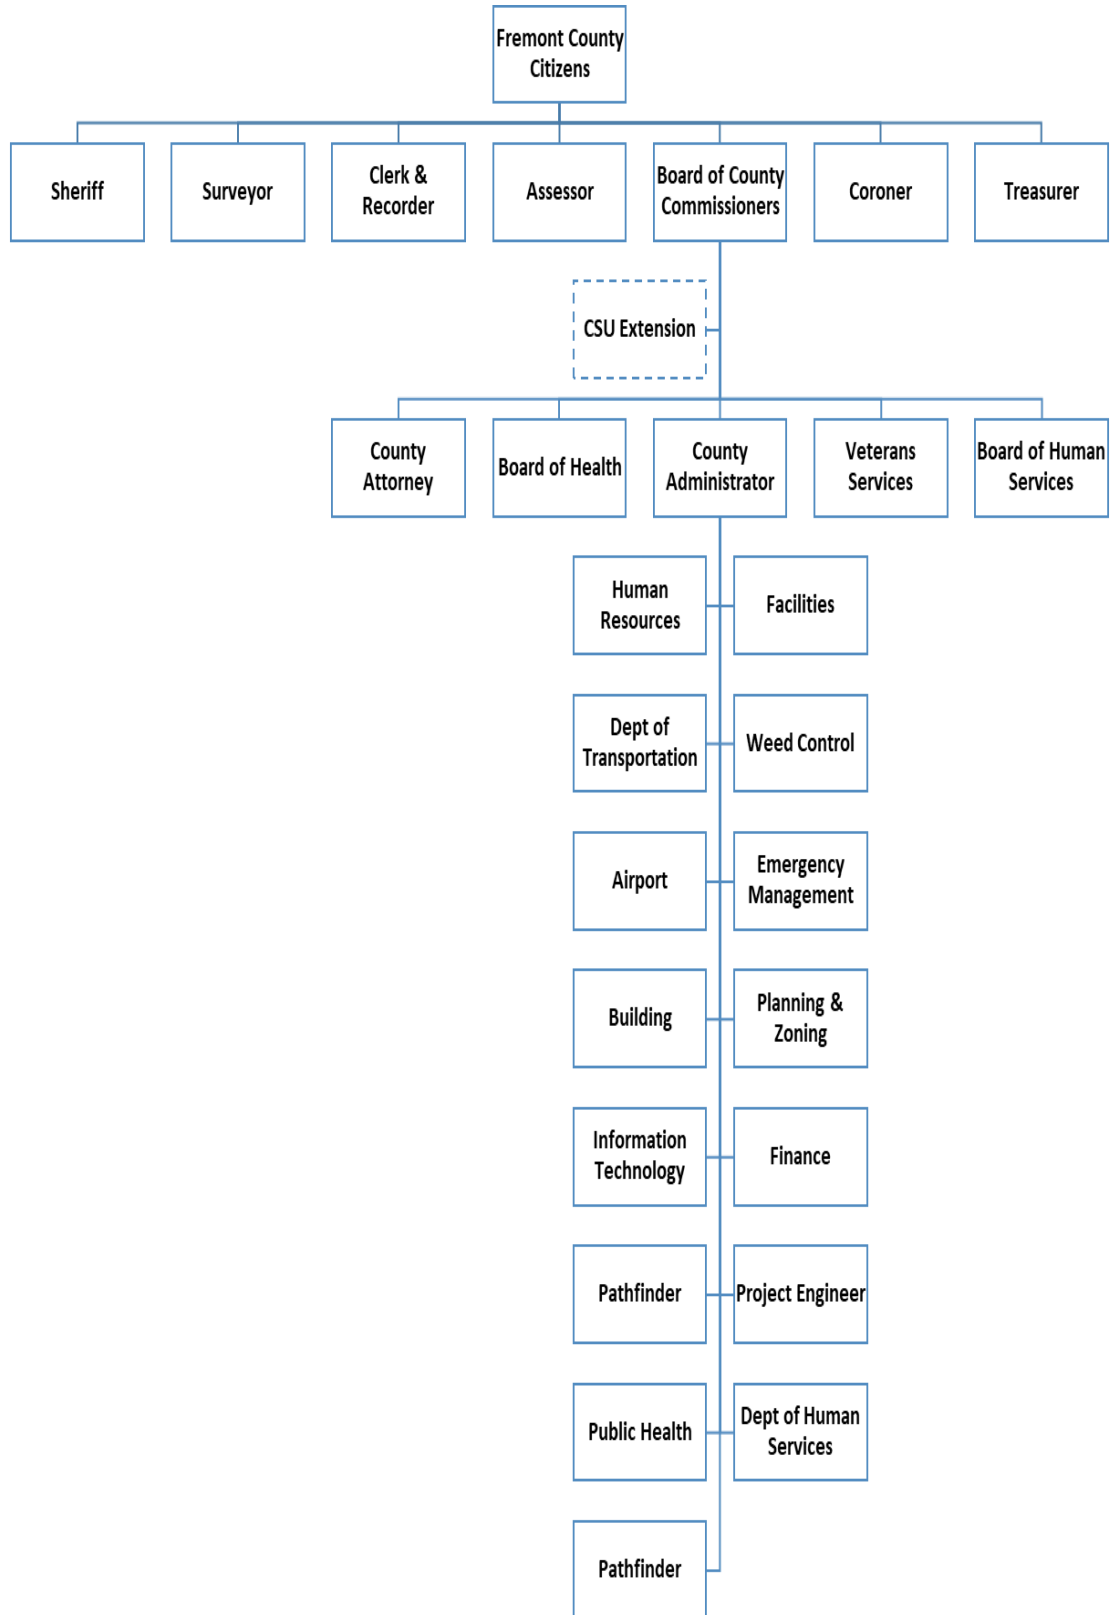 Fremont County
Citizens
Sheriff
Surveyor
Clerk &
Recorder
Assessor
Board of County
Commissioners
Coroner
Treasurer
CSU Extension
County
Attorney
Board of Health
County
Administrator
Veterans
Services
Board of Human
Services
Human
Resources
Facilities
Dept of
Transportation
Weed Control
Airport
Emergency
Management
Building
Planning &
Zoning
Information
Technology
Finance
Pathfinder
Project Engineer
Public Health
Dept of Human
Services
Pathfinder